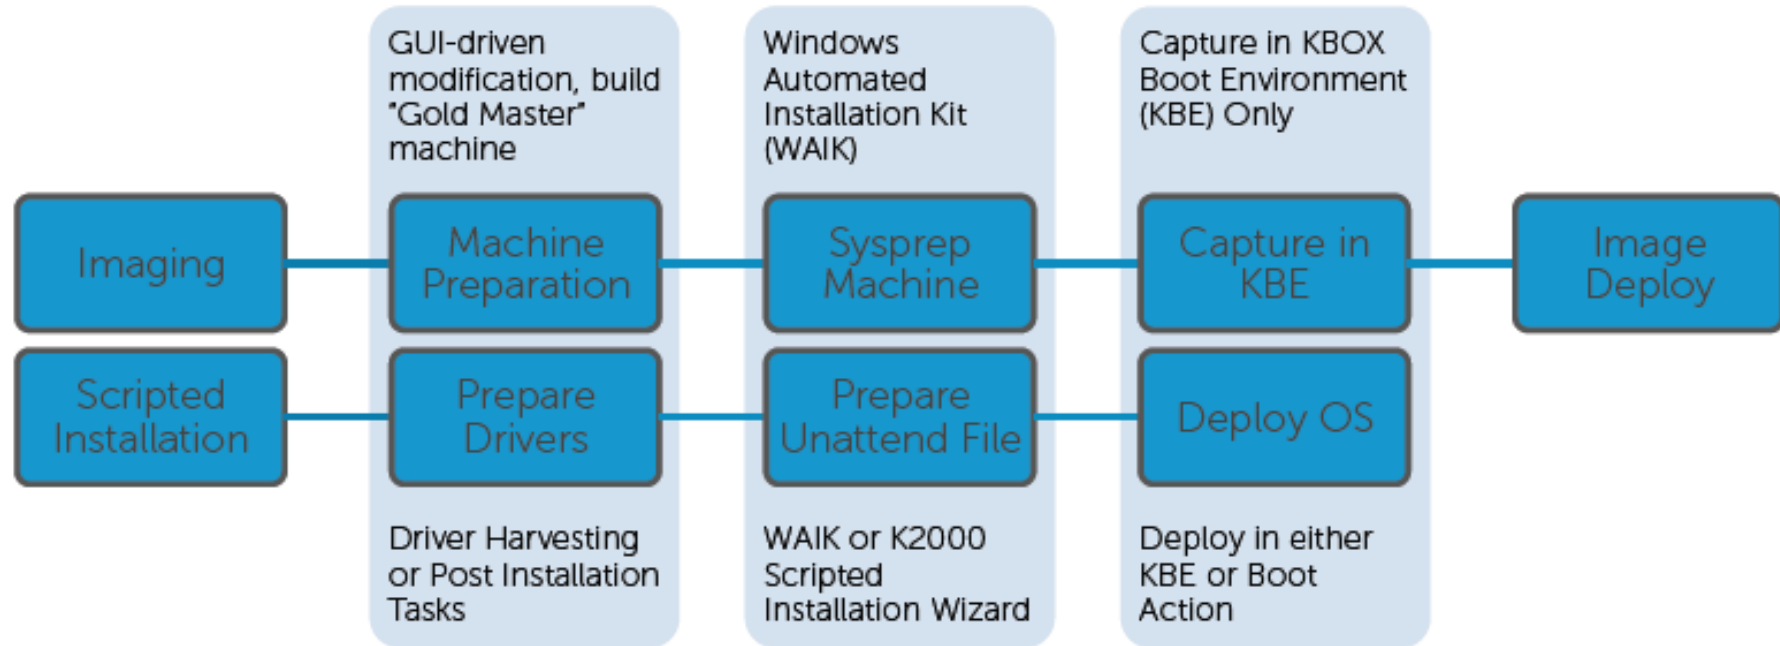 GUI-driven
modification, build
"Gold Master"
machine
Windows
Automated
Installation Kit
(WAIK)
Capture in KBOX
Boot Environment
(KBE) Only
Imaging
Machine
Preparation
Sysprep
Machine
Capture in
KBE
Image
Deploy
Scripted
Installation
Prepare
Drivers
Prepare
Unattend File
Deploy OS
Driver Harvesting
or Post Installation
Tasks
WAIK or K2000
Scripted
Installation Wizard
Deploy in either
KBE or Boot
Action